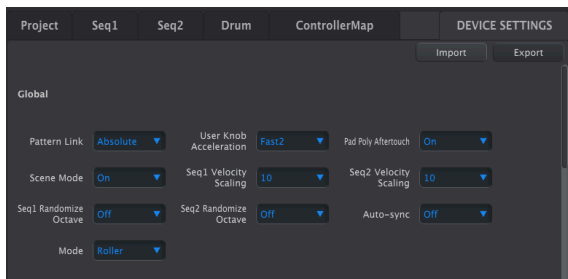 Project Seq1 Seq2 Drum ControllerMap DEVICE SETTINGS
Import Export
Global
Pattern Link Absolute User Knob Acceleration Fast2 Pad Poly Aftertouch On
Scene Mode On Seq1 Velocity Scaling 10 Seq2 Velocity Scaling 10
Seq1 Randomize Octave Off Seq2 Randomize Octave Off Auto-sync Off
Mode Roller